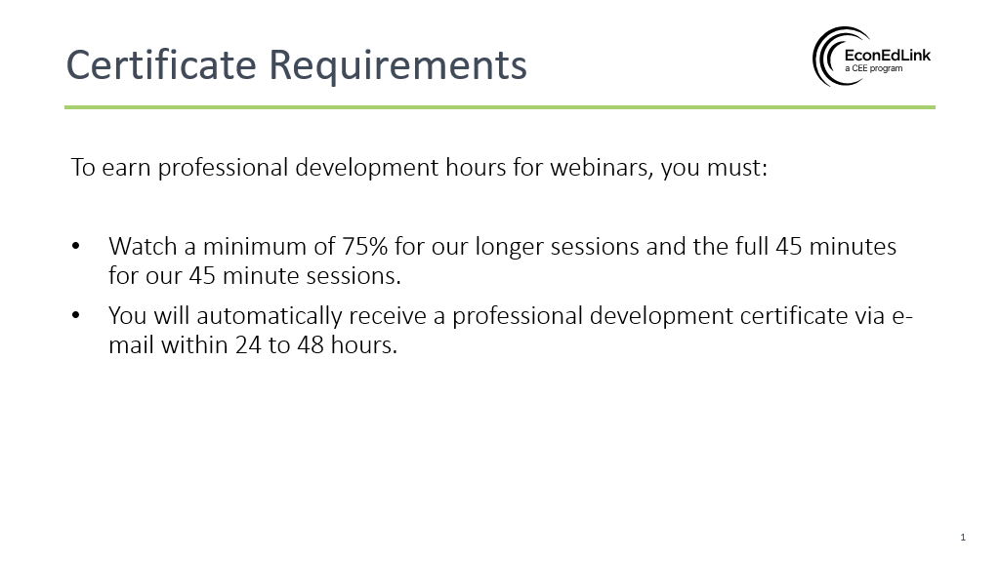 Certificate Requirements
EconEdLink
a CEE program
To earn professional development hours for webinars, you must:
• Watch a minimum of 75% for our longer sessions and the full 45 minutes
for our 45 minute sessions.
• You will automatically receive a professional development certificate via e-
mail within 24 to 48 hours.
1